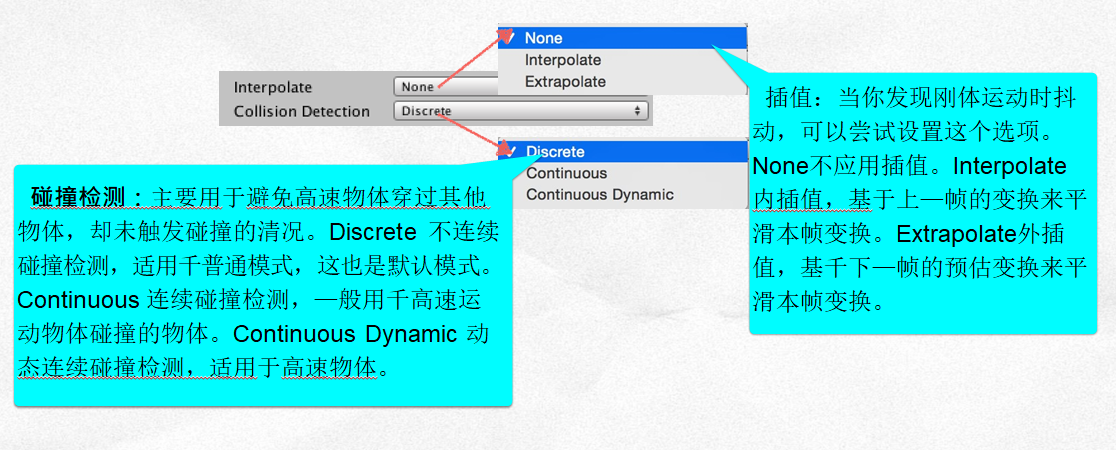 None
Interpolate
Extrapolate
Interpolate None
Collision Detection Discrete
Discrete
Continuous
Continuous Dynamic
插值：当你发现刚体运动时抖
动，可以尝试设置这个选项。
None不应用插值。Interpolate
内插值，基于上—帧的变换来平
滑本帧变换。Extrapolate外插
值，基千下—帧的预估变换来平
滑本帧变换。
碰撞检测：主要用于避免高速物体穿过其他
物体，却未触发碰撞的清况。Discrete 不连续
碰撞检测，适用千普通模式，这也是默认模式。
Continuous 连续碰撞检测，—般用千高速运
动物体碰撞的物体。Continuous Dynamic 动
态连续碰撞检测，适用于高速物体。